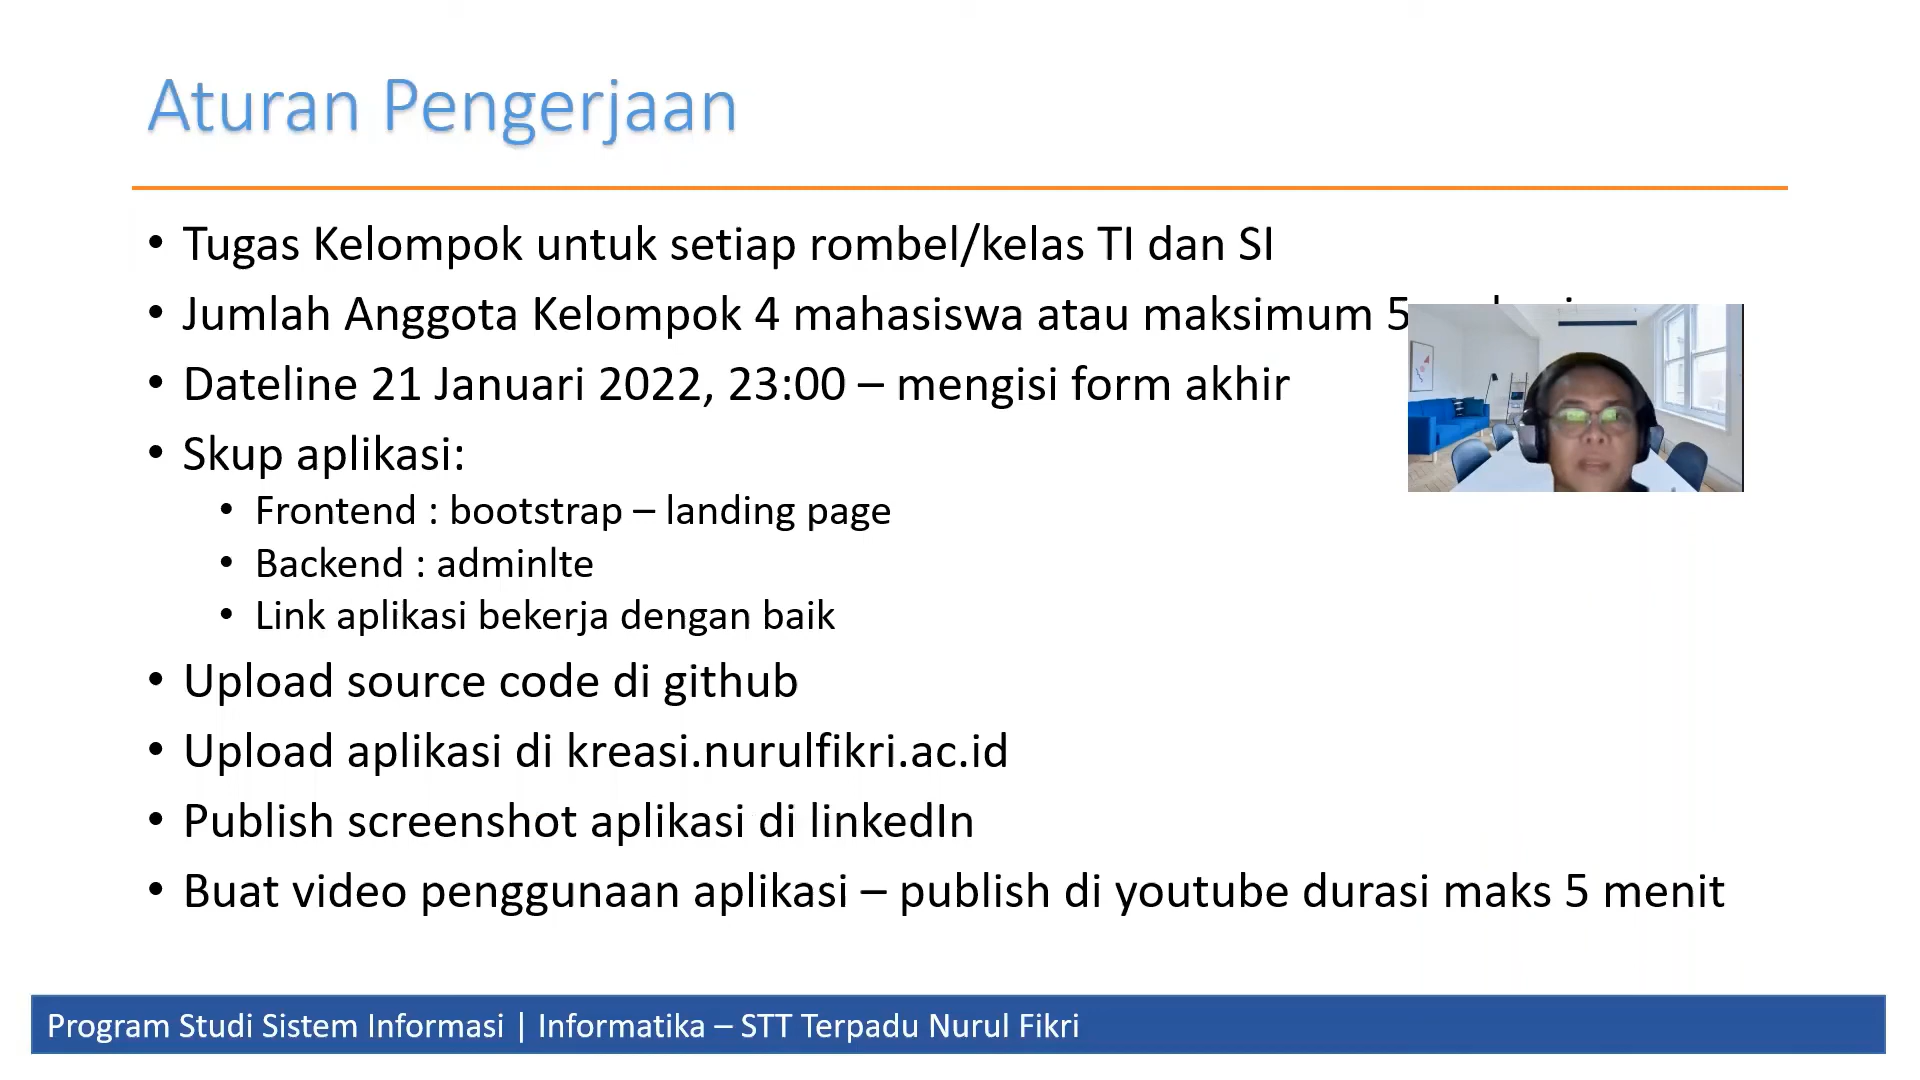 Aturan Pengerjaan
• Tugas Kelompok untuk setiap rombel/kelas TI dan SI
• Jumlah Anggota Kelompok 4 mahasiswa atau maksimum 5
• Dateline 21 Januari 2022, 23:00 – mengisi form akhir
• Skup aplikasi:
• Frontend : bootstrap – landing page
• Backend : adminlte
• Link aplikasi bekerja dengan baik
• Upload source code di github
• Upload aplikasi di kreasi.nurulfikri.ac.id
• Publish screenshot aplikasi di linkedIn
• Buat video penggunaan aplikasi – publish di youtube durasi maks 5 menit
Program Studi Sistem Informasi | Informatika – STT Terpadu Nurul Fikri